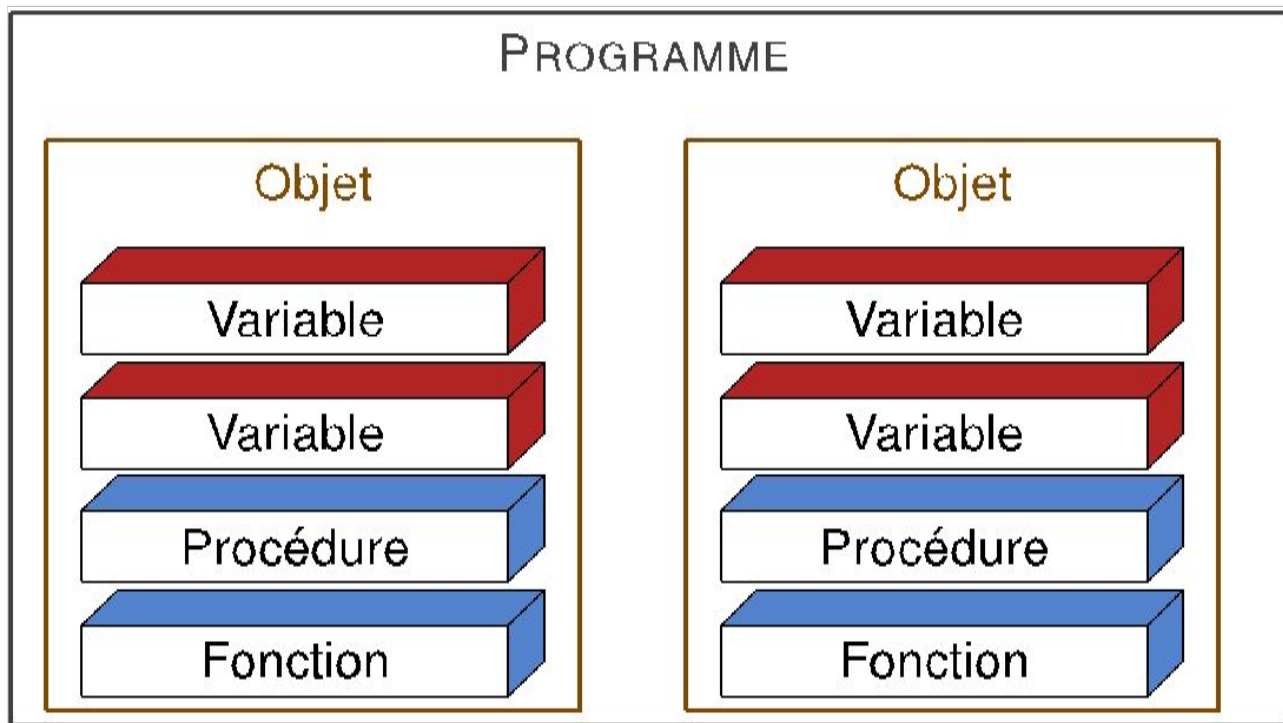 PROGRAMME
Objet
Variable
Variable
Procédure
Fonction
Objet
Variable
Variable
Procédure
Fonction